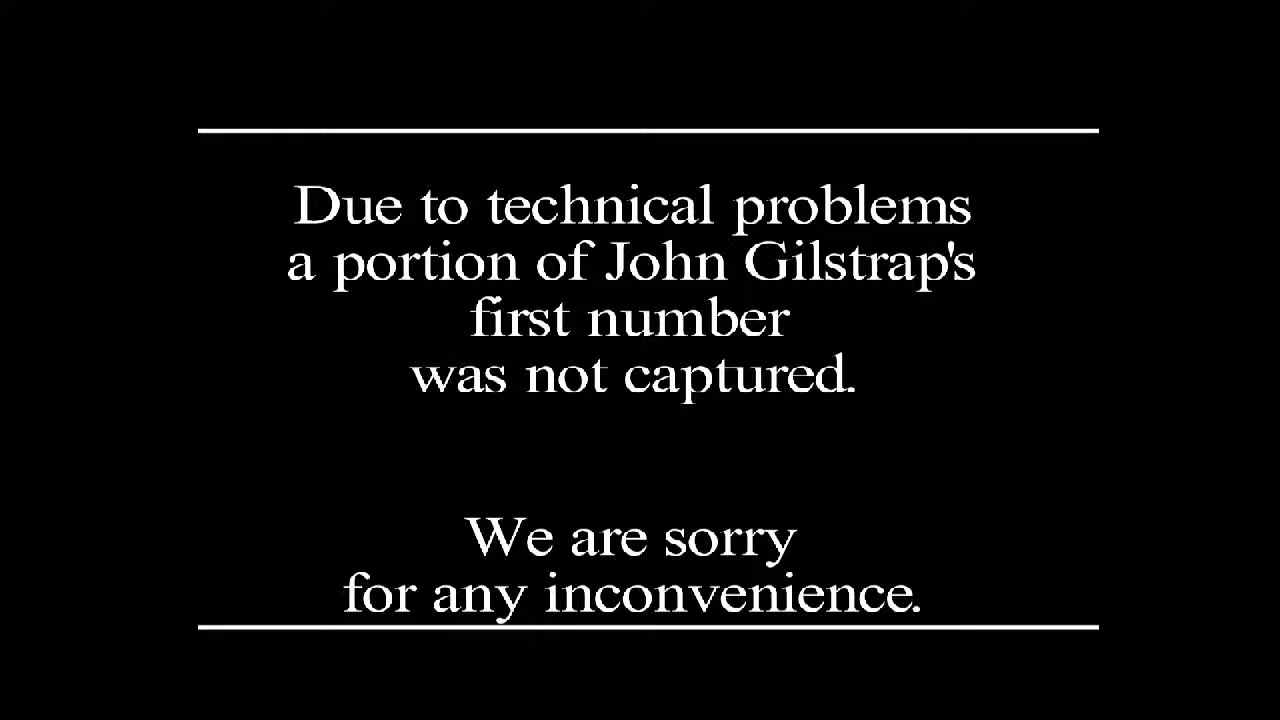 Due to technical problems
a portion of John Gilstrap's
first number
was not captured.
We are sorry
for any inconvenience.